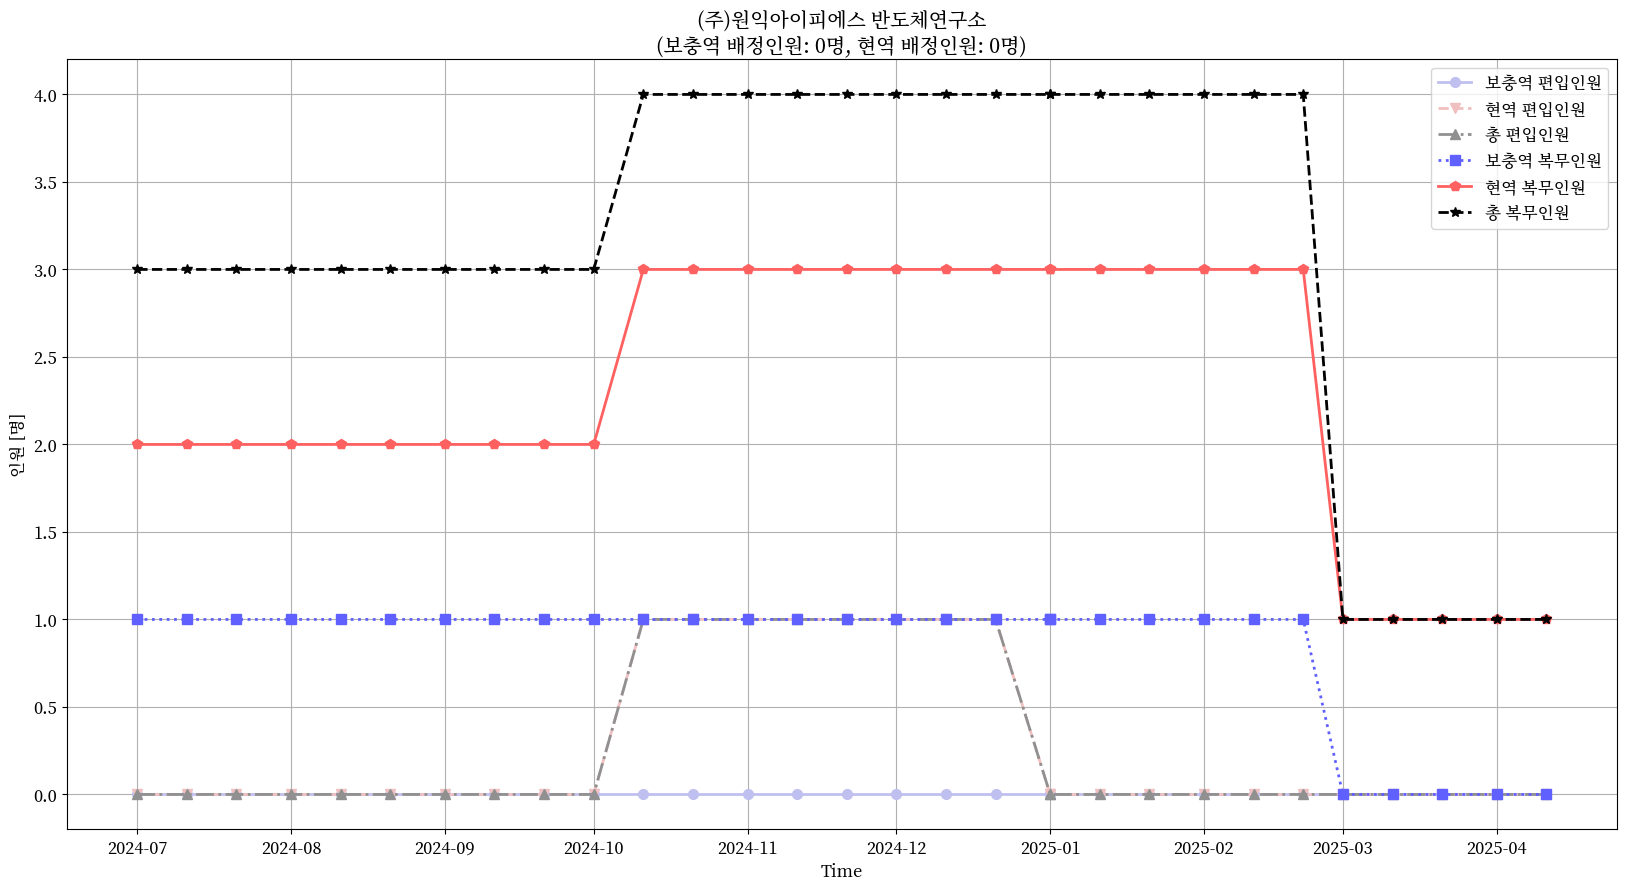 (주)원익아이피에스 반도체연구소
(보충역 배정인원: 0명, 현역 배정인원: 0명)
보충역 편입인원
현역 편입인원
총 편입인원
보충역 복무인원
현역 복무인원
총 복무인원
인원 [명]
4.0
3.5
3.0
2.5
2.0
1.5
1.0
0.5
0.0
2024-07 2024-08 2024-09 2024-10 2024-11 2024-12 2025-01 2025-02 2025-03 2025-04
Time